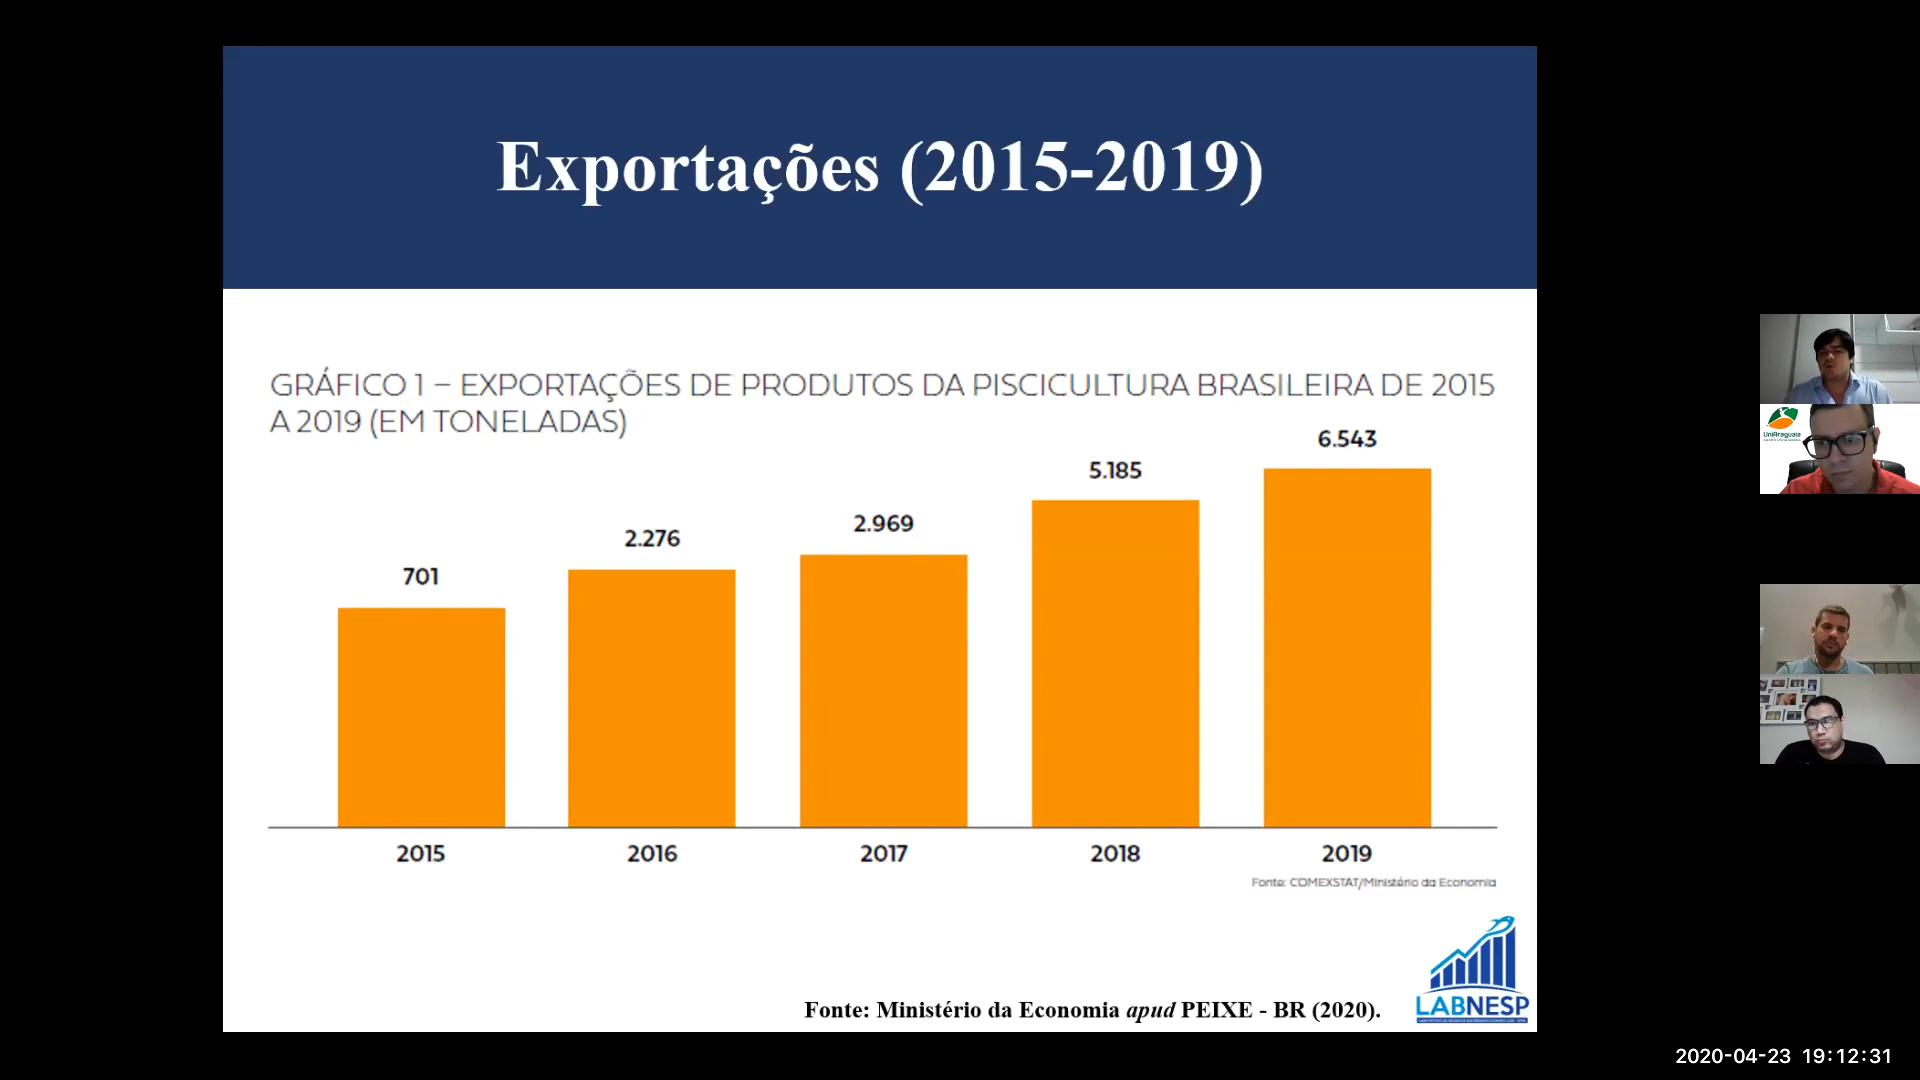 Exportações (2015-2019)
GRÁFICO 1 – EXPORTAÇÕES DE PRODUTOS DA PISCICULTURA BRASILEIRA DE 2015
A 2019 (EM TONELADAS)
701
2.276
2.969
5.185
6.543
2015
2016
2017
2018
2019
Fonte: COMEXSTAT/Ministério da Economia
LABNESP
Fonte: Ministério da Economia apud PEIXE - BR (2020).
UniAraguaia
2020-04-23 19:12:31